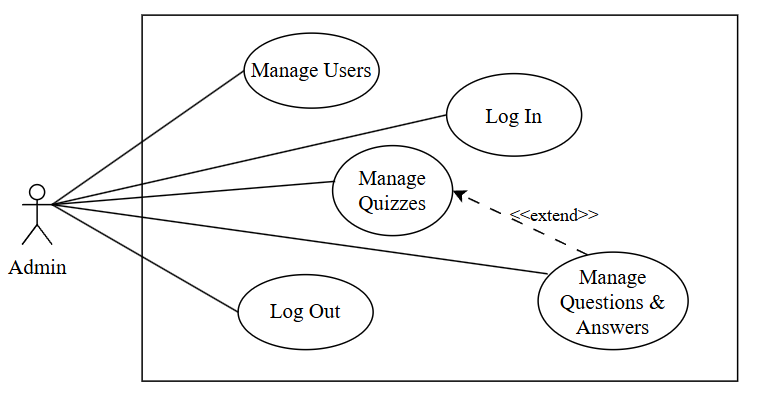 Manage Users
Log In
Manage
Quizzes
<<extend>>
Admin
Manage
Questions &
Answers
Log Out